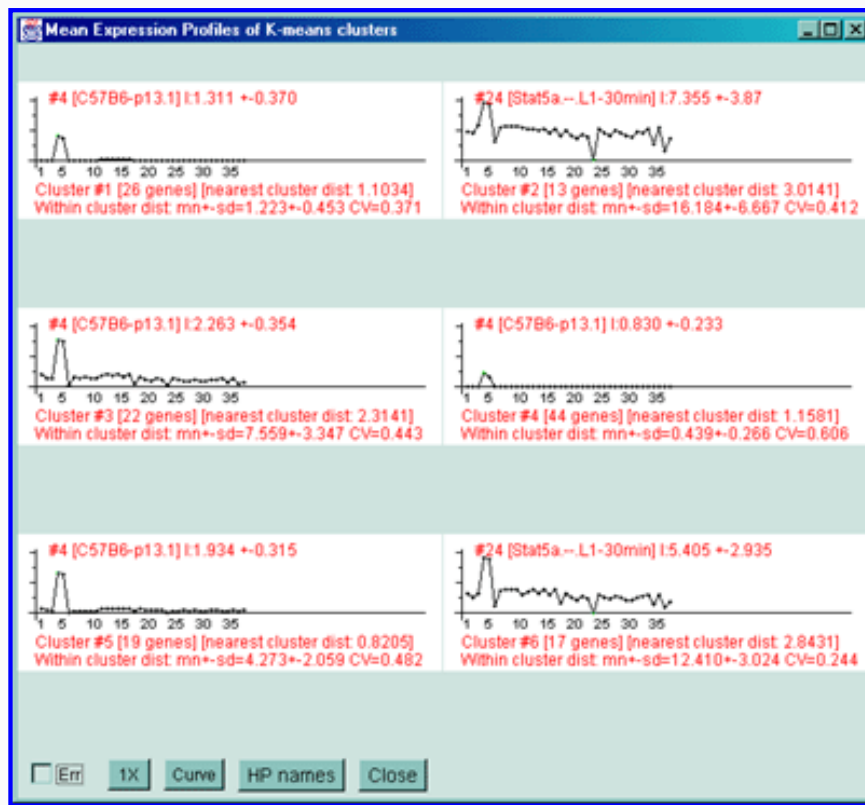 Mean Expression Profiles of K-means clusters
#4 [C57B6-p13.1] I:1.311 +-0.370
1 5 10 15 20 25 30 35
Cluster #1 [26 genes] [nearest cluster dist: 1.1034]
Within cluster dist: mn+-sd=1.223+-0.453 CV=0.371
#24 [Stat5a.--.L1-30min] I:7.355 +-3.87
1 5 10 15 20 25 30 35
Cluster #2 [13 genes] [nearest cluster dist: 3.0141]
Within cluster dist: mn+-sd=16.184+-6.667 CV=0.412
#4 [C57B6-p13.1] I:2.263 +-0.354
1 5 10 15 20 25 30 35
Cluster #3 [22 genes] [nearest cluster dist: 2.3141]
Within cluster dist: mn+-sd=7.559+-3.347 CV=0.443
#4 [C57B6-p13.1] I:0.830 +-0.233
1 5 10 15 20 25 30 35
Cluster #4 [44 genes] [nearest cluster dist: 1.1581]
Within cluster dist: mn+-sd=0.439+-0.266 CV=0.606
#4 [C57B6-p13.1] I:1.934 +-0.315
1 5 10 15 20 25 30 35
Cluster #5 [19 genes] [nearest cluster dist: 0.8205]
Within cluster dist: mn+-sd=4.273+-2.059 CV=0.482
#24 [Stat5a.--.L1-30min] I:5.405 +-2.935
1 5 10 15 20 25 30 35
Cluster #6 [17 genes] [nearest cluster dist: 2.8431]
Within cluster dist: mn+-sd=12.410+-3.024 CV=0.244
Err 1X Curve HP names Close